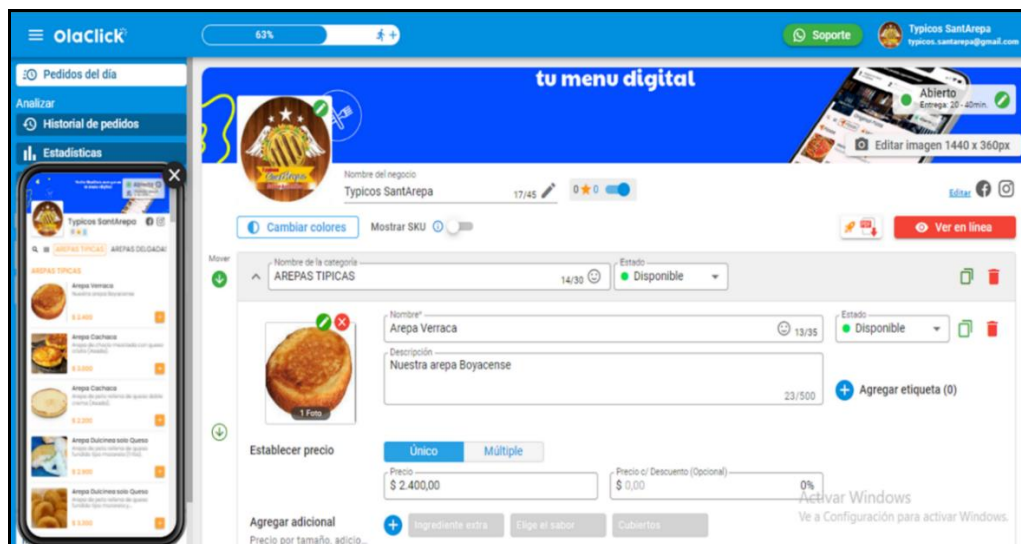 olaclick
63%
Soporte
Typicos SantArepa
typicos.santarepa@gmail.com
Pedidos del día
Analizar
Historial de pedidos
Estadísticas
tu menu digital
Abierto
Entrega: 20 - 40min.
Editar imagen 1440 x 360px
Nombre del negocio
Typicos SantArepa
17/45
0 ★ 0
Editar
Cambiar colores
Mostrar SKU
Ver en línea
Mover
Nombre de la categoría
AREPAS TIPICAS
14/30
Estado
Disponible
Nombre*
Arepa Verraca
13/35
Estado
Disponible
Descripción
Nuestra arepa Boyacense
23/500
Agregar etiqueta (0)
1 Foto
Establecer precio
Único
Múltiple
Precio
$ 2.400,00
Precio c/ Descuento (Opcional)
$ 0,00
0%
Agregar adicional
Precio por tamaño, adicio...
Ingrediente extra
Elige el sabor
Cubiertos
Activar Windows
Ve a Configuración para activar Windows.
Typicos SantArepa
AREPAS TIPICAS
AREPAS DELGADAS
AREPAS TIPICAS
Arepa Verraca
Nuestra arepa Boyacense
$ 2.400
Arepa Cachaca
$ 3.000
Arepa Cachaca
Arepa Dulcinea solo Queso
Arepa Dulcinea solo Queso